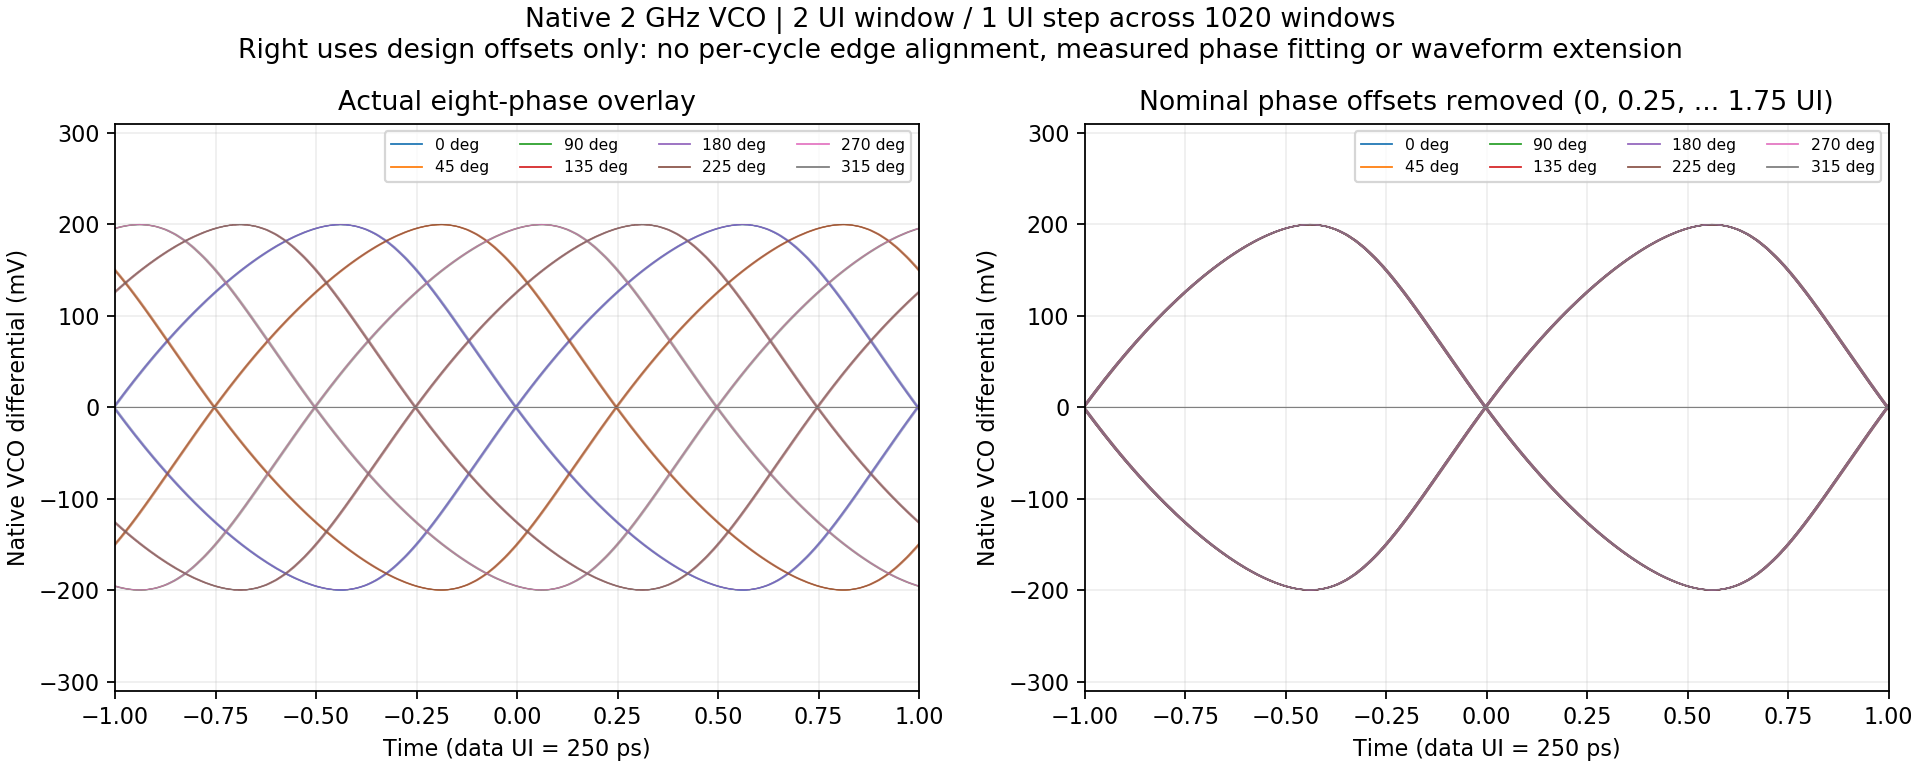 Native 2 GHz VCO | 2 UI window / 1 UI step across 1020 windows
Right uses design offsets only: no per-cycle edge alignment, measured phase fitting or waveform extension
Actual eight-phase overlay
0 deg 90 deg 180 deg 270 deg
45 deg 135 deg 225 deg 315 deg
300
200
100
0
−100
−200
−300
Native VCO differential (mV)
−1.00 −0.75 −0.50 −0.25 0.00 0.25 0.50 0.75 1.00
Time (data UI = 250 ps)
Nominal phase offsets removed (0, 0.25, ... 1.75 UI)
0 deg 90 deg 180 deg 270 deg
45 deg 135 deg 225 deg 315 deg
300
200
100
0
−100
−200
−300
Native VCO differential (mV)
−1.00 −0.75 −0.50 −0.25 0.00 0.25 0.50 0.75 1.00
Time (data UI = 250 ps)